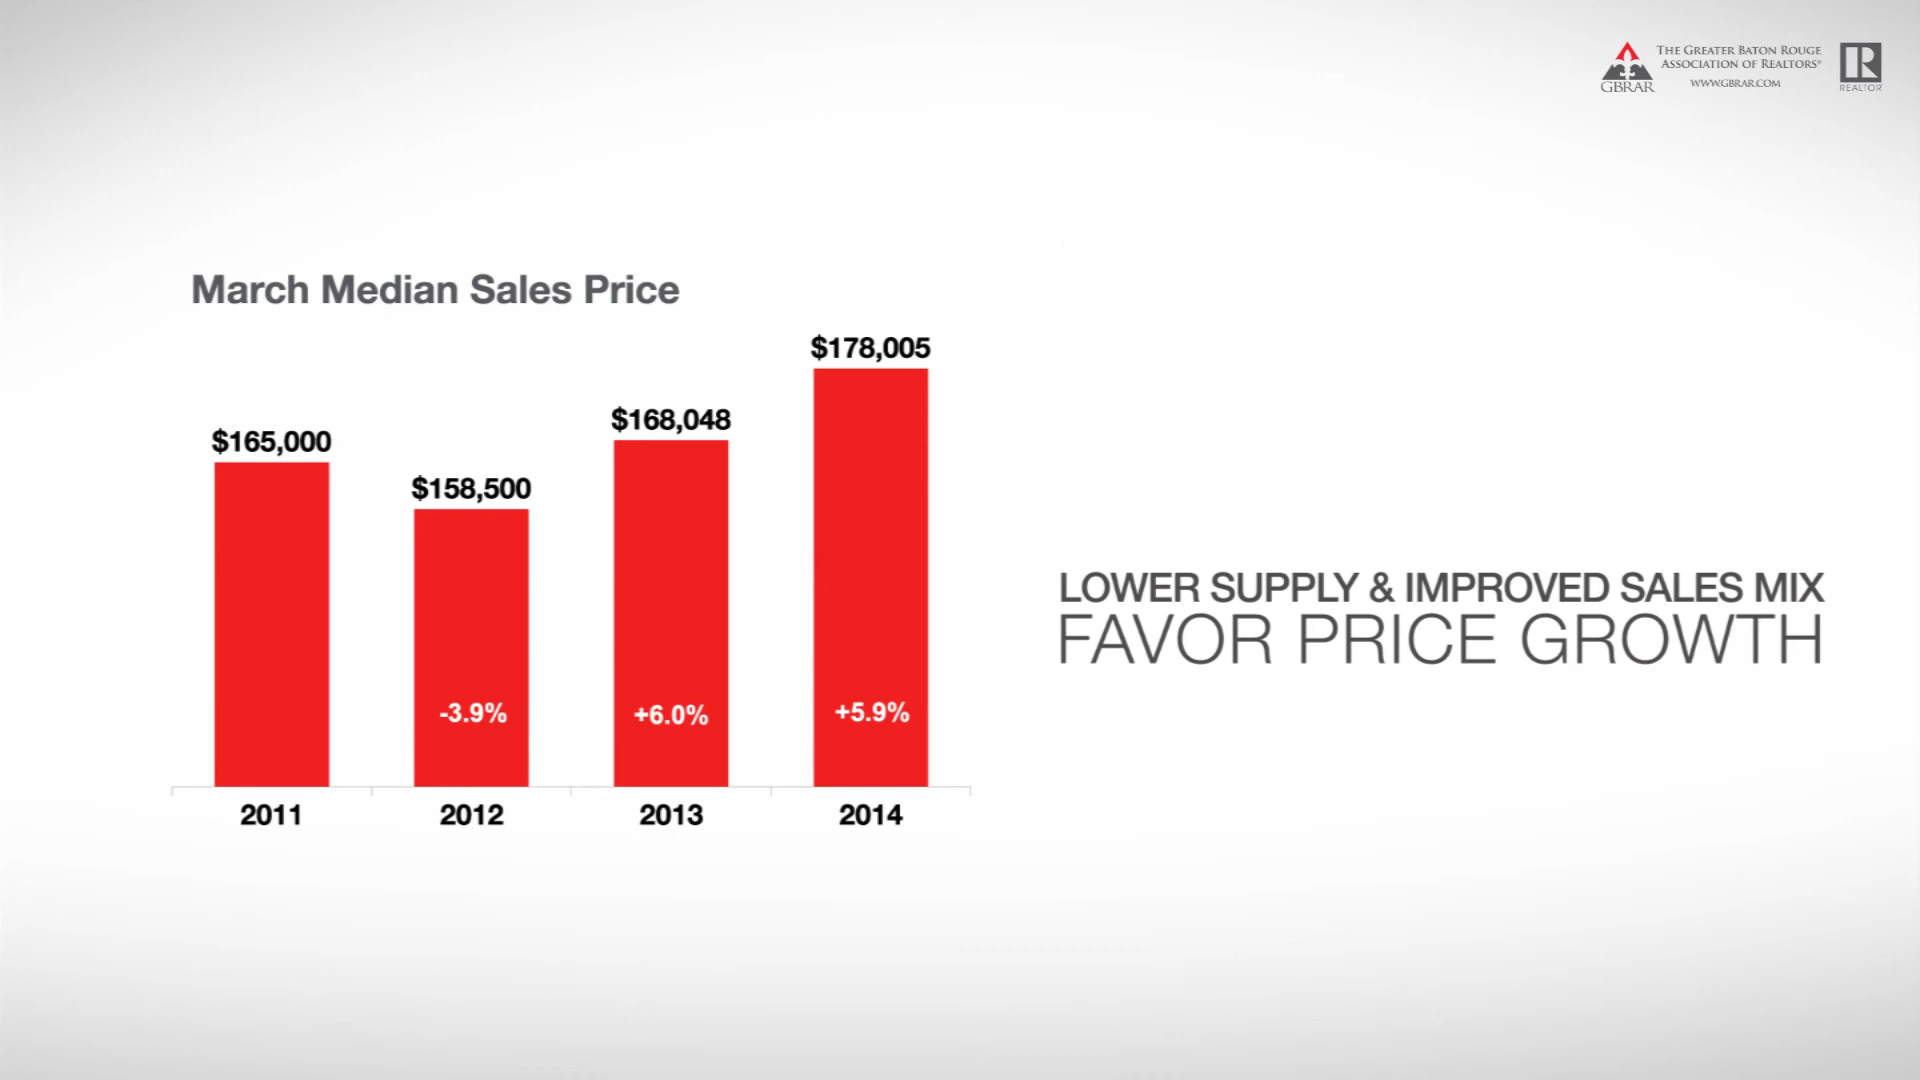 GBRAR
The Greater Baton Rouge
Association of Realtors®
www.gbrar.com
R
REALTOR
March Median Sales Price
$165,000
$158,500
$168,048
$178,005
-3.9%
+6.0%
+5.9%
2011
2012
2013
2014
LOWER SUPPLY & IMPROVED SALES MIX
FAVOR PRICE GROWTH